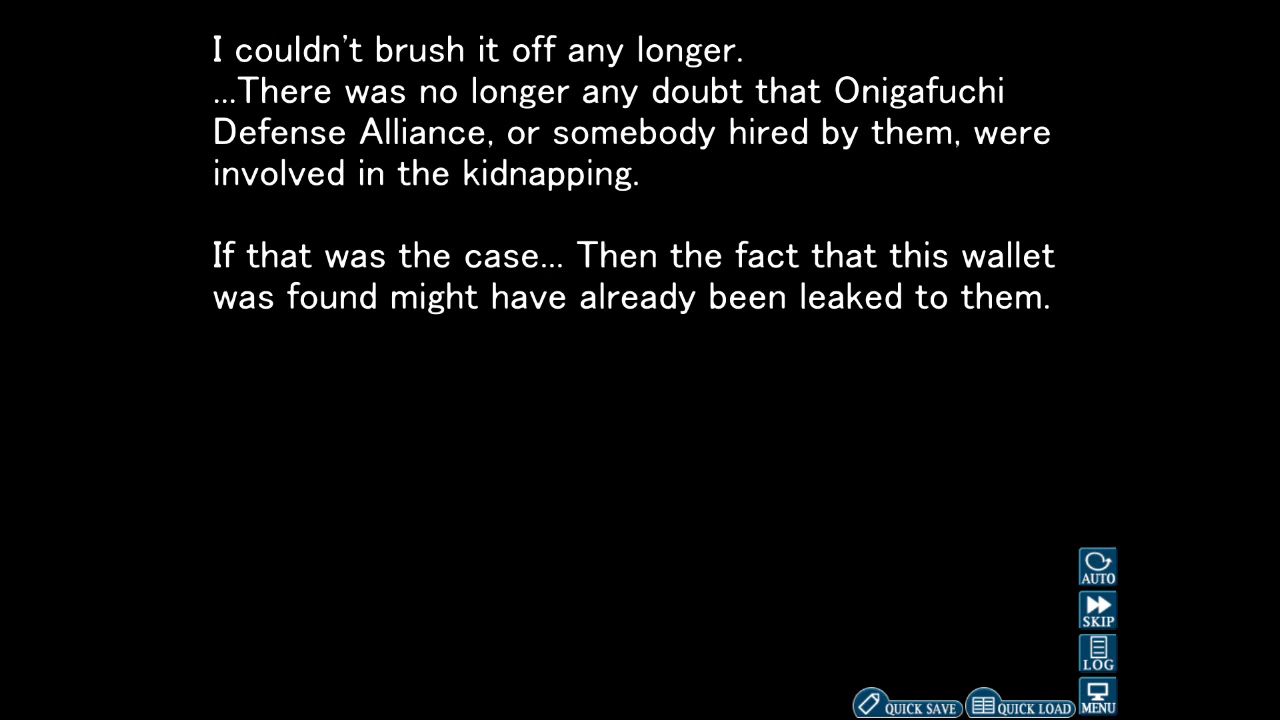 I couldn't brush it off any longer.
...There was no longer any doubt that Onigafuchi
Defense Alliance, or somebody hired by them, were
involved in the kidnapping.
If that was the case... Then the fact that this wallet
was found might have already been leaked to them.
AUTO
SKIP
LOG
MENU
QUICK SAVE
QUICK LOAD